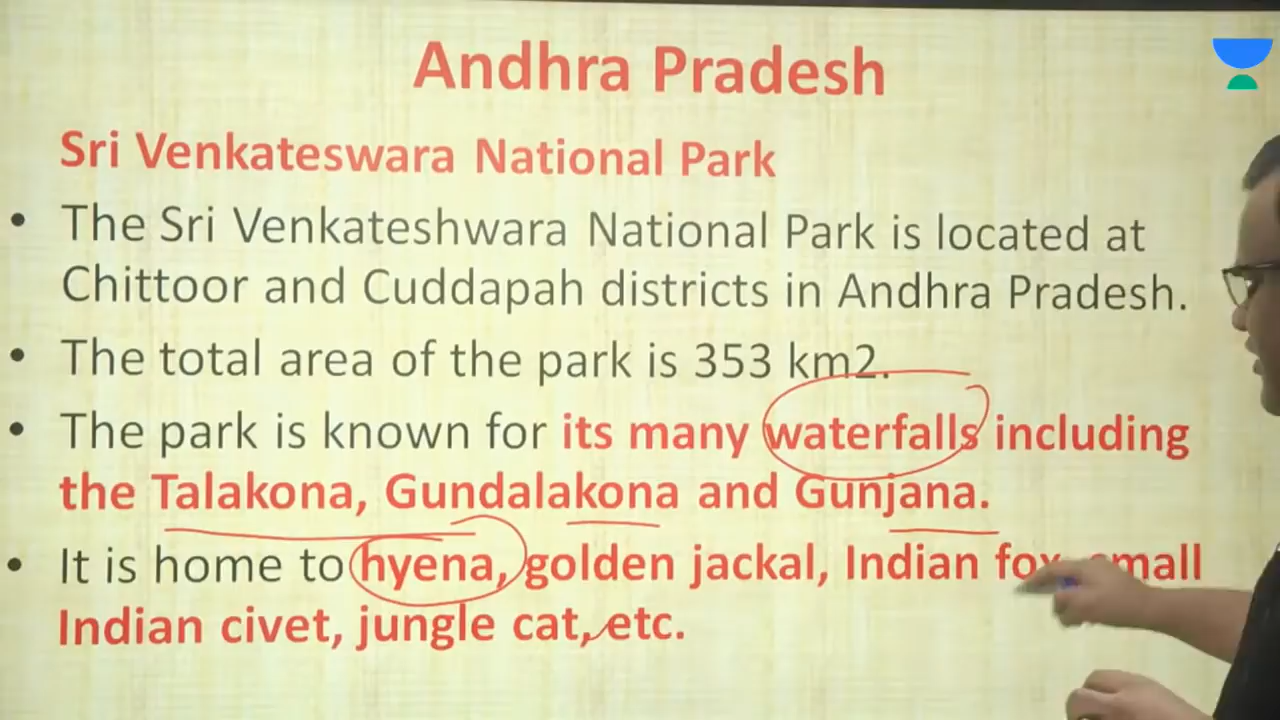 Andhra Pradesh
Sri Venkateswara National Park
• The Sri Venkateshwara National Park is located at
Chittoor and Cuddapah districts in Andhra Pradesh.
• The total area of the park is 353 km2.
• The park is known for its many waterfalls including
the Talakona, Gundalakona and Gunjana.
• It is home to hyena, golden jackal, Indian fox, small
Indian civet, jungle cat, etc.